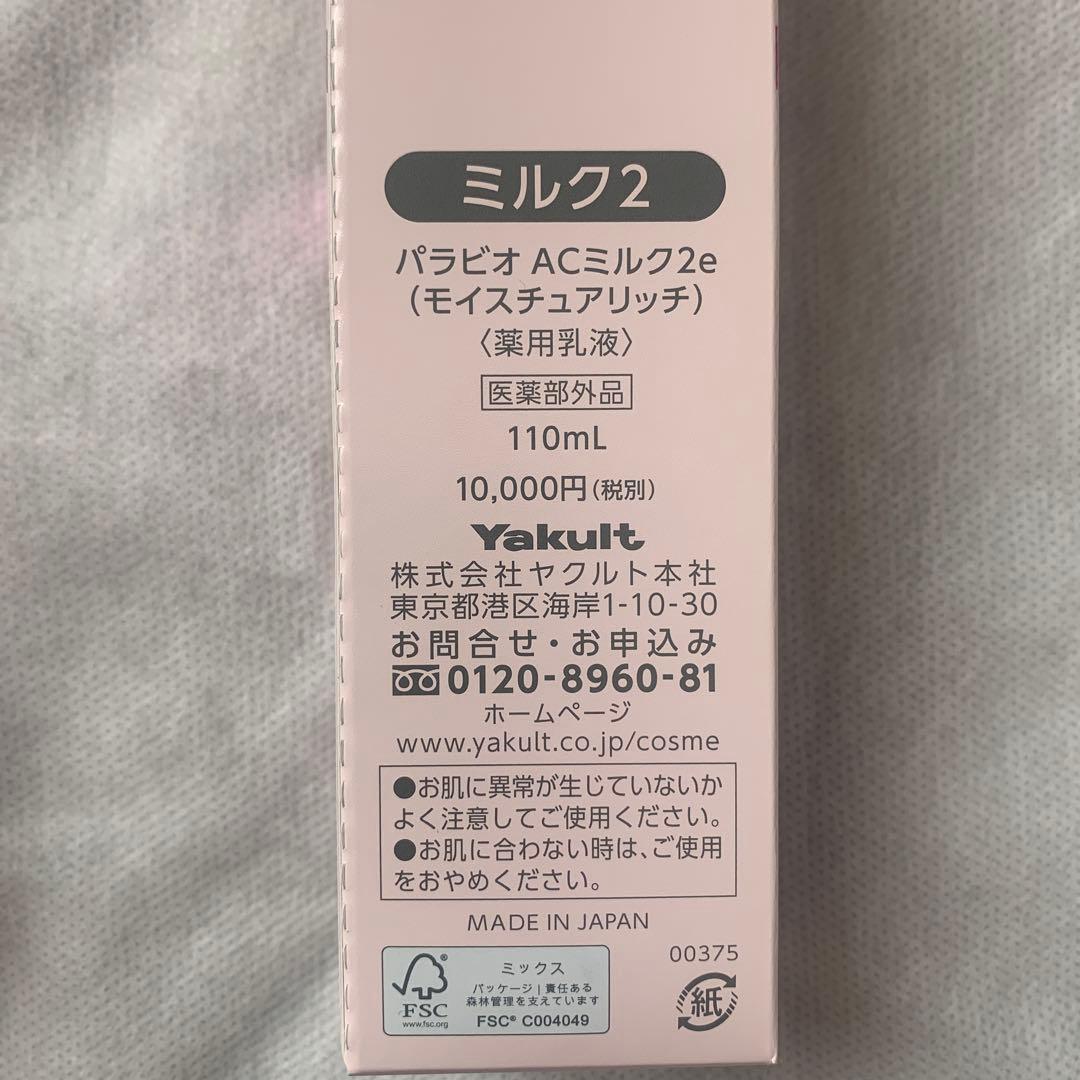 ミルク2
パラビオ ACミルク2e
（モイスチュアリッチ）
〈薬用乳液〉
医薬部外品
110mL
10,000円（税別）
Yakult
株式会社ヤクルト本社
東京都港区海岸1-10-30
お問合せ・お申込み
0120-8960-81
ホームページ
www.yakult.co.jp/cosme
●お肌に異常が生じていないか
よく注意してご使用ください。
●お肌に合わない時は、ご使用
をおやめください。
MADE IN JAPAN
00375
紙
FSC
www.fsc.org
ミックス
パッケージ｜責任ある
森林管理を支えています
FSC® C004049